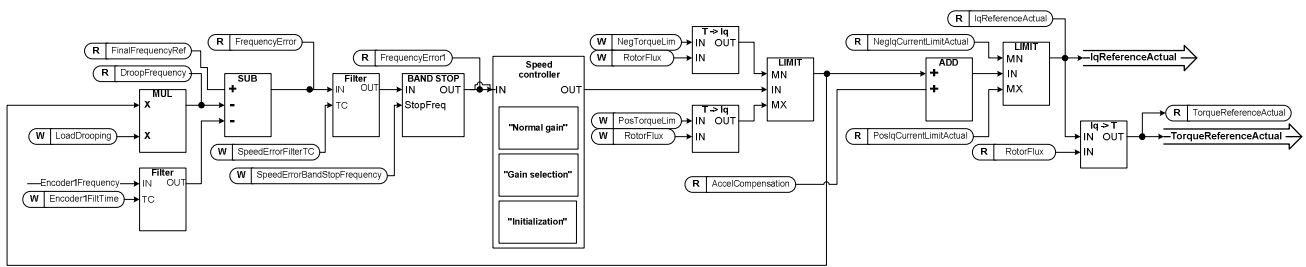 R FinalFrequencyRef
R DroopFrequency
MUL
X
X
W LoadDrooping
Filter
Encoder1Frequency
IN OUT
W Encoder1FiltTime
TC
R FrequencyError
SUB
+
-
-
Filter
IN OUT
TC
W SpeedErrorFilterTC
W SpeedErrorBandStopFrequency
R FrequencyError1
BAND STOP
IN OUT
StopFreq
Speed
controller
IN OUT
"Normal gain"
"Gain selection"
"Initialization"
W NegTorqueLim
W RotorFlux
T -> Iq
IN OUT
IN
W PosTorqueLim
W RotorFlux
T -> Iq
IN OUT
IN
LIMIT
MN
IN
MX
R AccelCompensation
R NegIqCurrentLimitActual
ADD
+
+
R PosIqCurrentLimitActual
R IqReferenceActual
LIMIT
MN
IN
MX
IqReferenceActual
R RotorFlux
Iq -> T
IN OUT
IN
R TorqueReferenceActual
TorqueReferenceActual